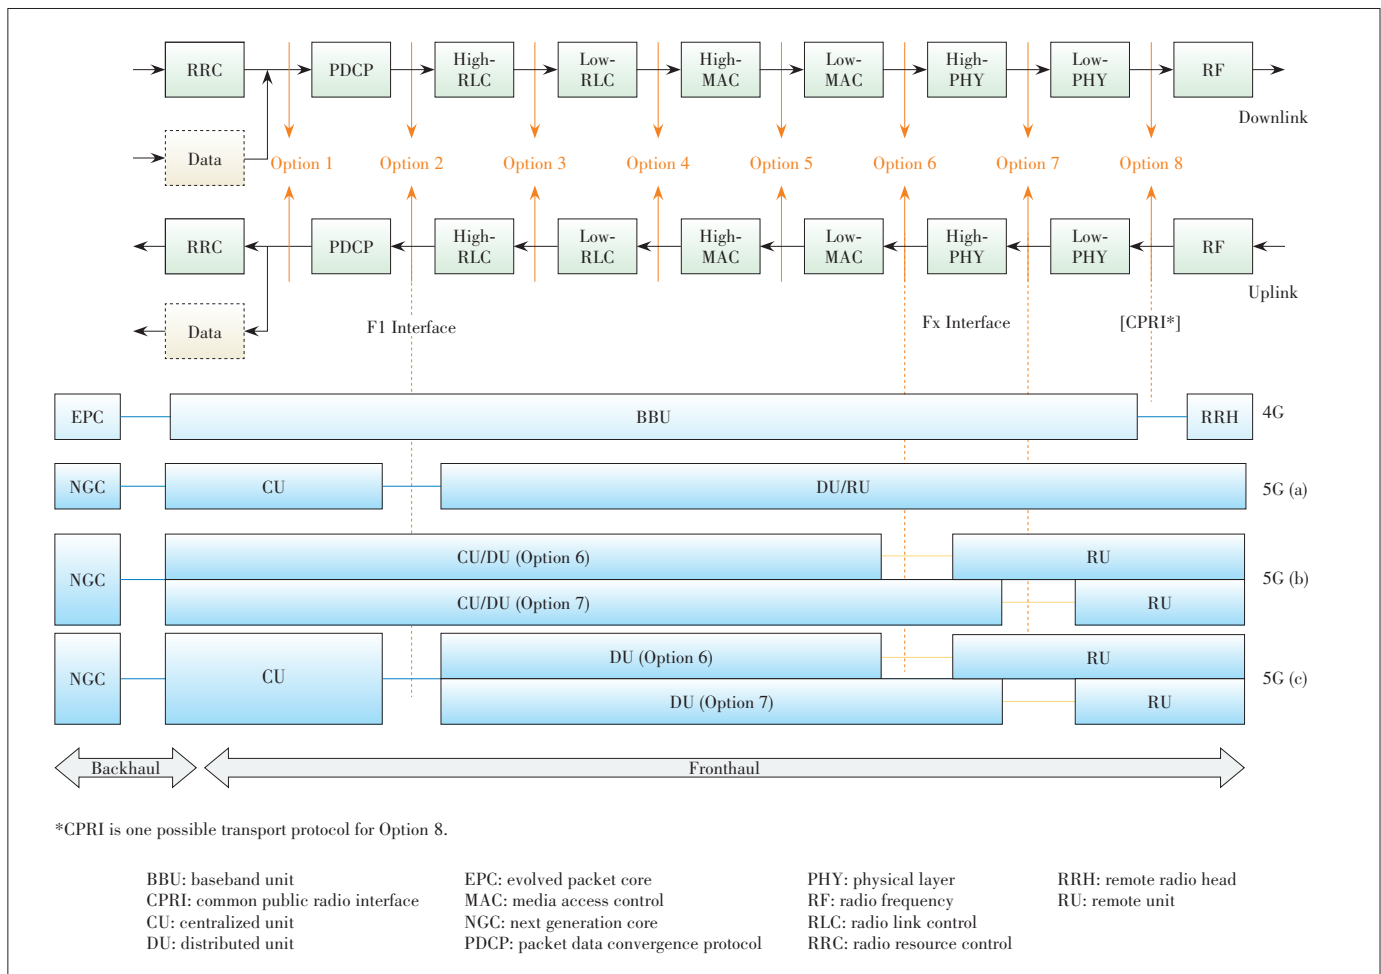 RRC
PDCP
High-
RLC
Low-
RLC
High-
MAC
Low-
MAC
High-
PHY
Low-
PHY
RF
Downlink
Data
Option 1
Option 2
Option 3
Option 4
Option 5
Option 6
Option 7
Option 8
RRC
PDCP
High-
RLC
Low-
RLC
High-
MAC
Low-
MAC
High-
PHY
Low-
PHY
RF
Uplink
Data
F1 Interface
Fx Interface
[CPRI*]
EPC
BBU
RRH
4G
NGC
CU
DU/RU
5G (a)
NGC
CU/DU (Option 6)
RU
CU/DU (Option 7)
RU
5G (b)
NGC
CU
DU (Option 6)
RU
DU (Option 7)
RU
5G (c)
Backhaul
Fronthaul
*CPRI is one possible transport protocol for Option 8.
BBU: baseband unit
CPRI: common public radio interface
CU: centralized unit
DU: distributed unit
EPC: evolved packet core
MAC: media access control
NGC: next generation core
PDCP: packet data convergence protocol
PHY: physical layer
RF: radio frequency
RLC: radio link control
RRC: radio resource control
RRH: remote radio head
RU: remote unit